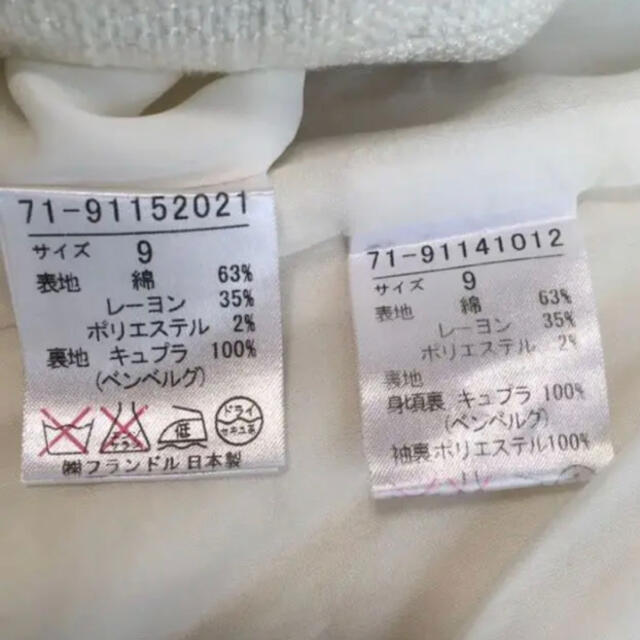 71-91152021
サイズ 9
表地 綿 63%
レーヨン 35%
ポリエステル 2%
裏地 キュプラ 100%
(ベンベルグ)
低 ドライ セキユ系
㈱フランドル 日本製
71-91141012
サイズ 9
表地 綿 63%
レーヨン 35%
ポリエステル 2%
裏地
身頃裏 キュプラ 100%
(ベンベルグ)
袖裏ポリエステル100%